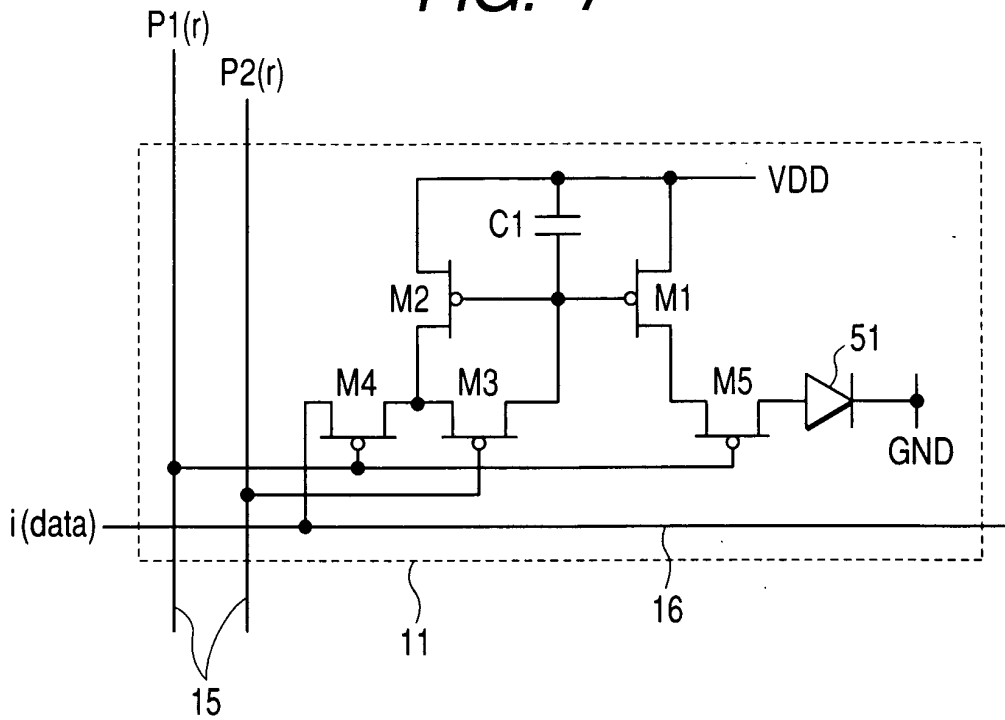 P1(r)
P2(r)
VDD
C1
M2
M1
51
M4
M3
M5
GND
i(data)
11
16
15